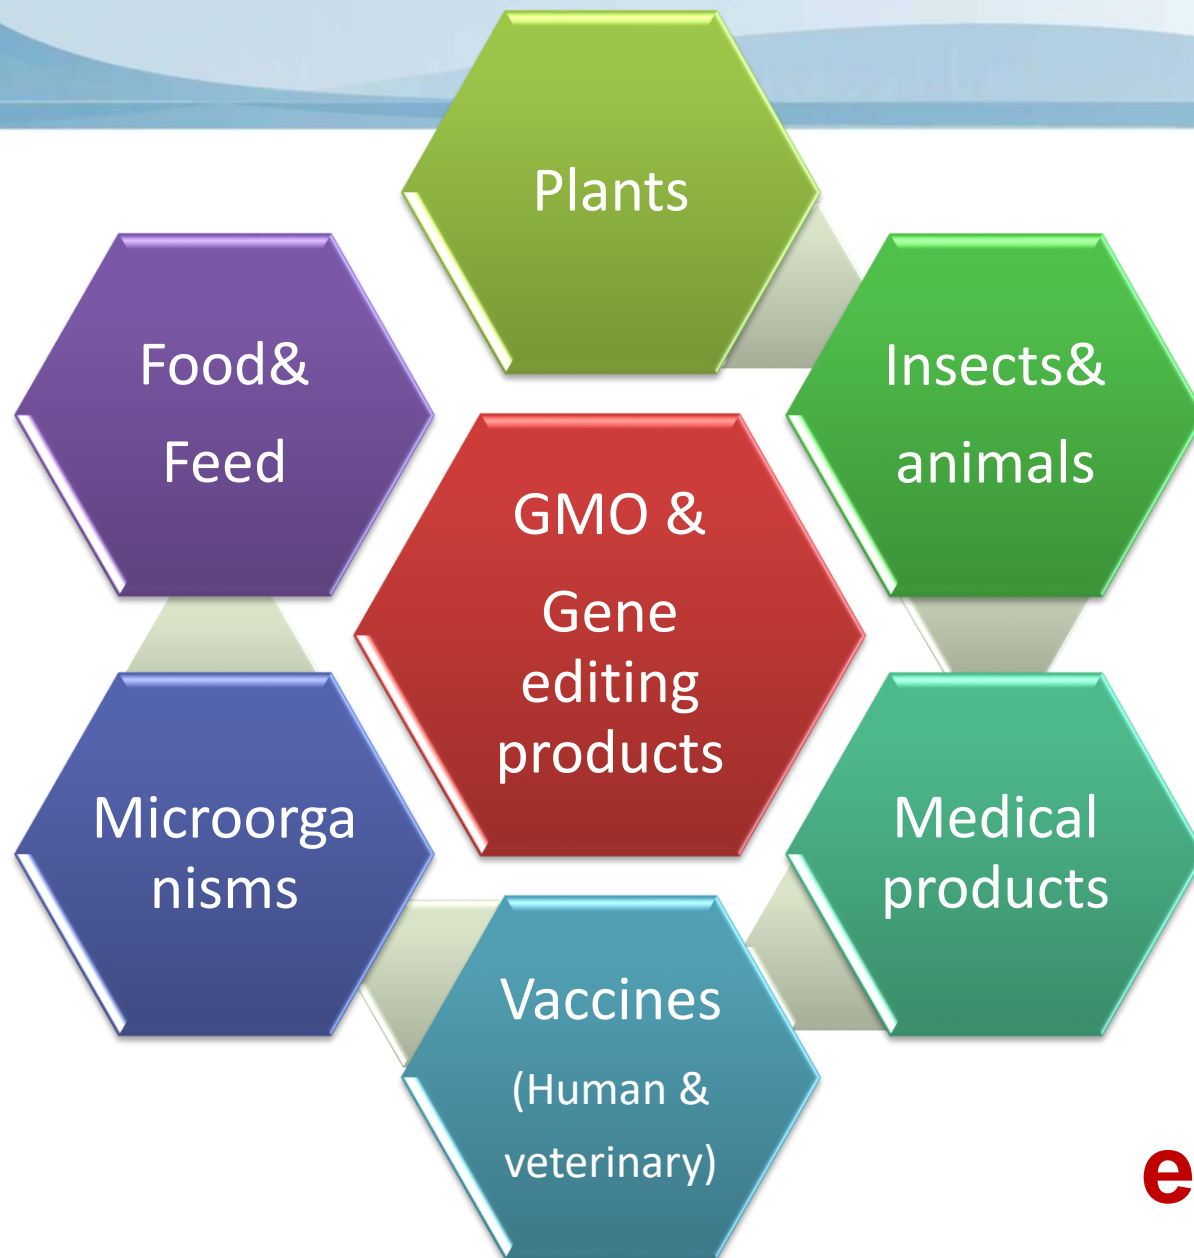 Plants
Food&
Feed
Insects&
animals
GMO &
Gene
editing
products
Microorga
nisms
Medical
products
Vaccines
(Human &
veterinary)
e